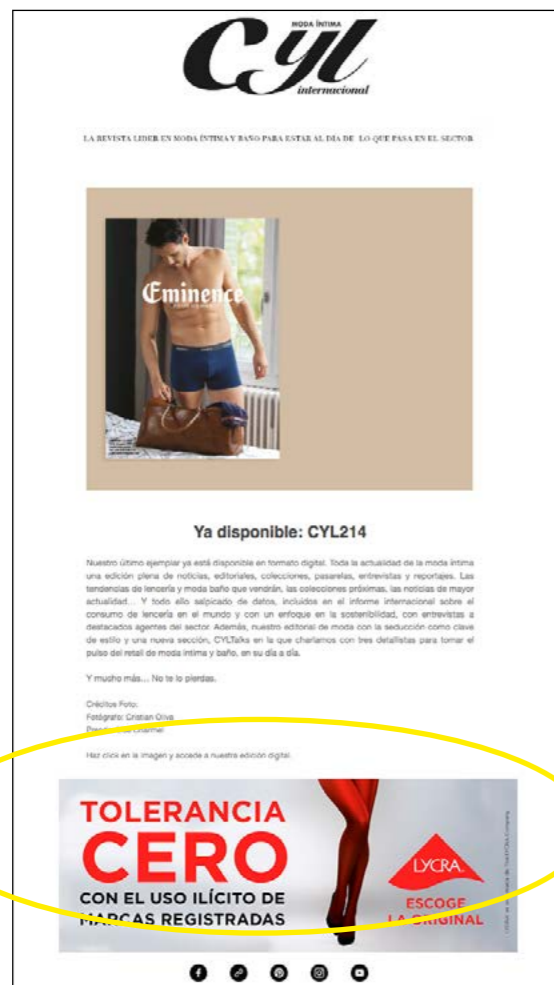 MODA ÍNTIMA
CYL
internacional
LA REVISTA LIDER EN MODA ÍNTIMA Y BAÑO PARA ESTAR AL DÍA DE LO QUE PASA EN EL SECTOR
Eminence
Ya disponible: CYL214
Nuestro último ejemplar ya está disponible en formato digital. Toda la actualidad de la moda íntima
una edición plena de noticias, editoriales, colecciones, pasarelas, entrevistas y reportajes. Las
tendencias de lencería y moda baño que vendrán, las colecciones próximas, las noticias de mayor
actualidad... Y todo ello salpicado de datos, incluidos en el informe internacional sobre el
consumo de lencería en el mundo y con un enfoque en la sostenibilidad, con entrevistas a
destacados agentes del sector. Además, nuestro editorial de moda con la seducción como clave
de estilo y una nueva sección, CYLTalks en la que charlamos con tres detallistas para tomar el
pulso del retail de moda íntima y baño, en su día a día.
Y mucho más... No te lo pierdas.
Créditos Foto:
Fotógrafo: Cristian Oliva
Charmel
Haz click en la imagen y accede a nuestra edición digital.
TOLERANCIA
CERO
CON EL USO ILÍCITO DE
MARCAS REGISTRADAS
LYCRA
ESCOGE
LA ORIGINAL